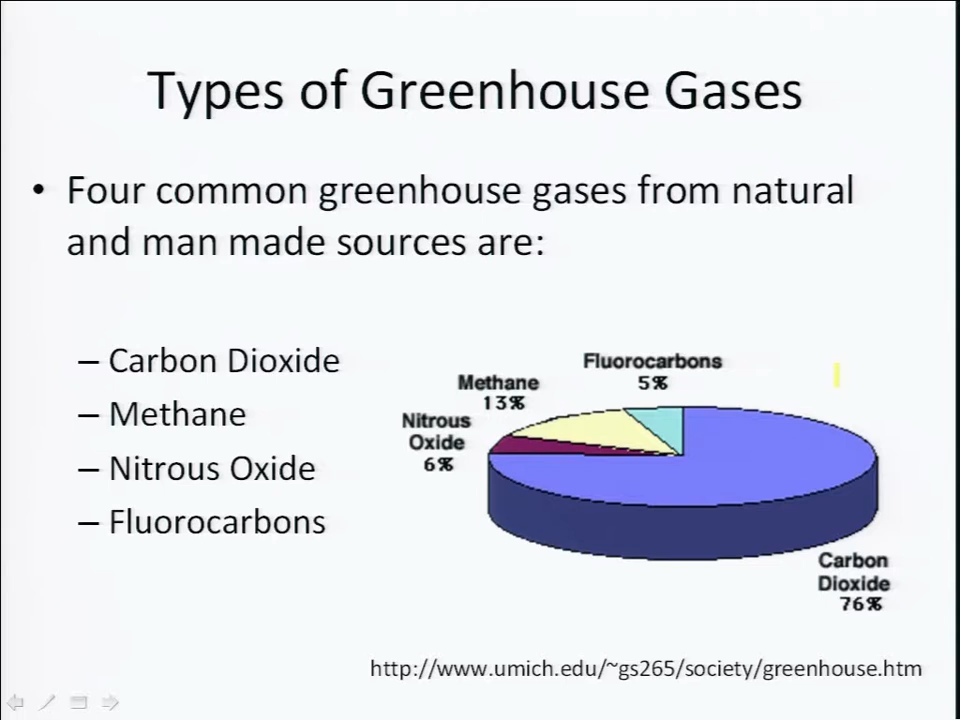 Types of Greenhouse Gases
• Four common greenhouse gases from natural
and man made sources are:
– Carbon Dioxide
– Methane
– Nitrous Oxide
– Fluorocarbons
Fluorocarbons
5%
Methane
13%
Nitrous
Oxide
6%
Carbon
Dioxide
76%
http://www.umich.edu/~gs265/society/greenhouse.htm